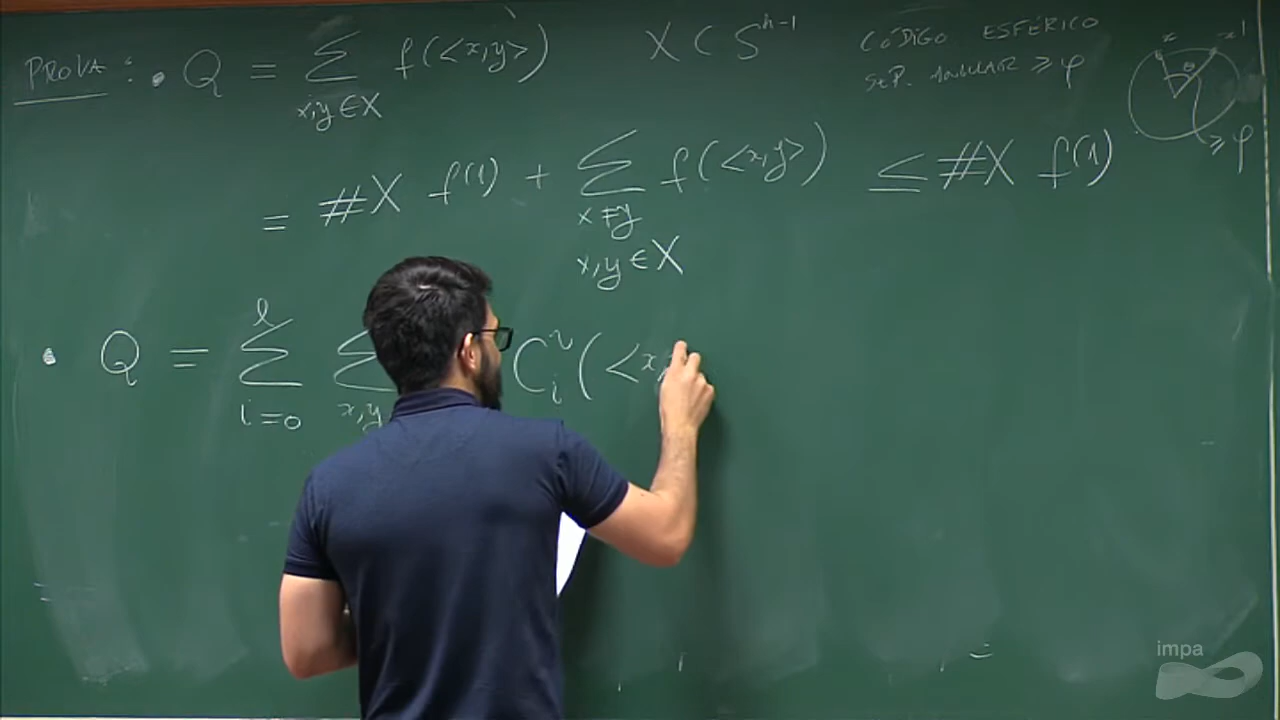 PROVA: • Q = ∑ f(<x,y>) X ⊂ S^{n-1} CÓDIGO ESFÉRICO
x,y ∈ X SEP. ANGULAR ≥ φ
x x' θ ≥ φ
= #X f(1) + ∑ f(<x,y>) ≤ #X f(1)
x ≠ y
x,y ∈ X
• Q = ∑ ∑ C_i^ν (<x,
l
i=0 x,y
impa